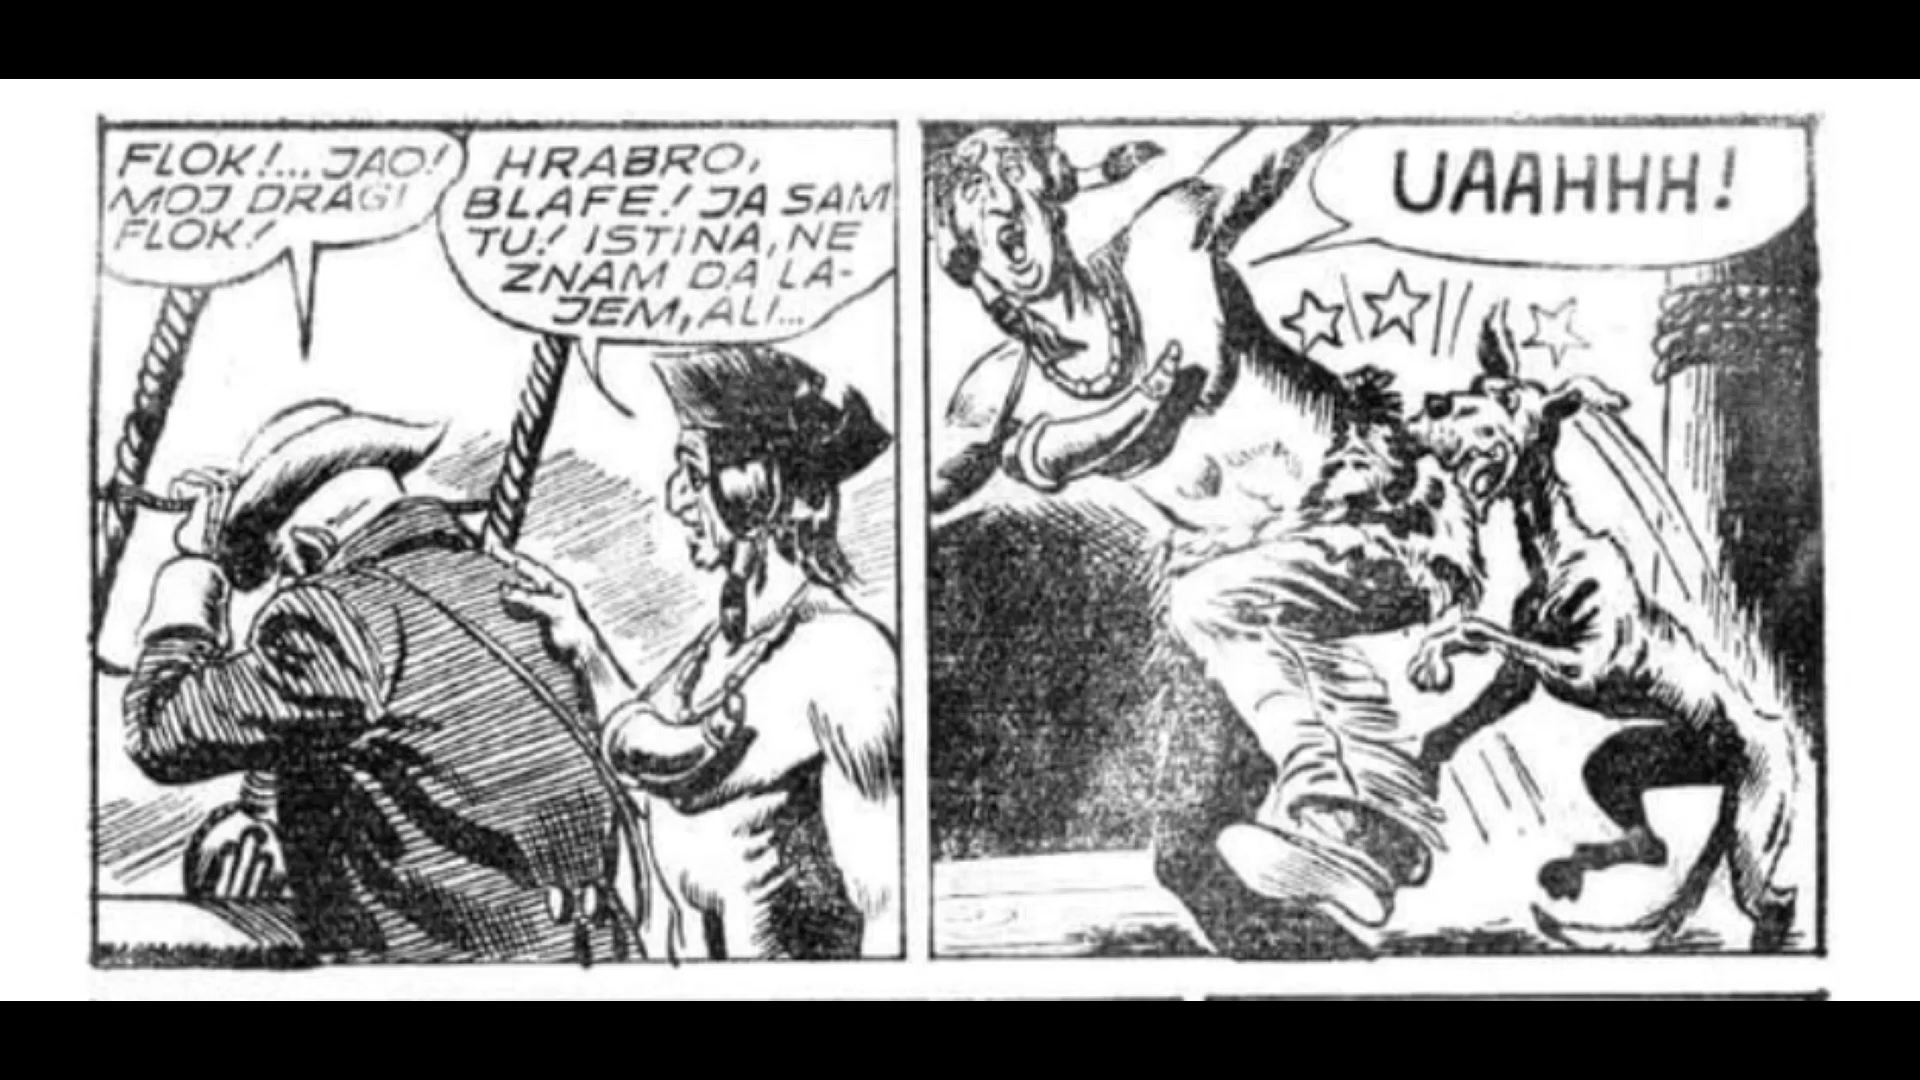 FLOK!... JAO!
MOJ DRAGI
FLOK!
HRABRO,
BLAFE! JA SAM
TU! ISTINA, NE
ZNAM DA LA-
JEM, ALI...
UAAHHH!